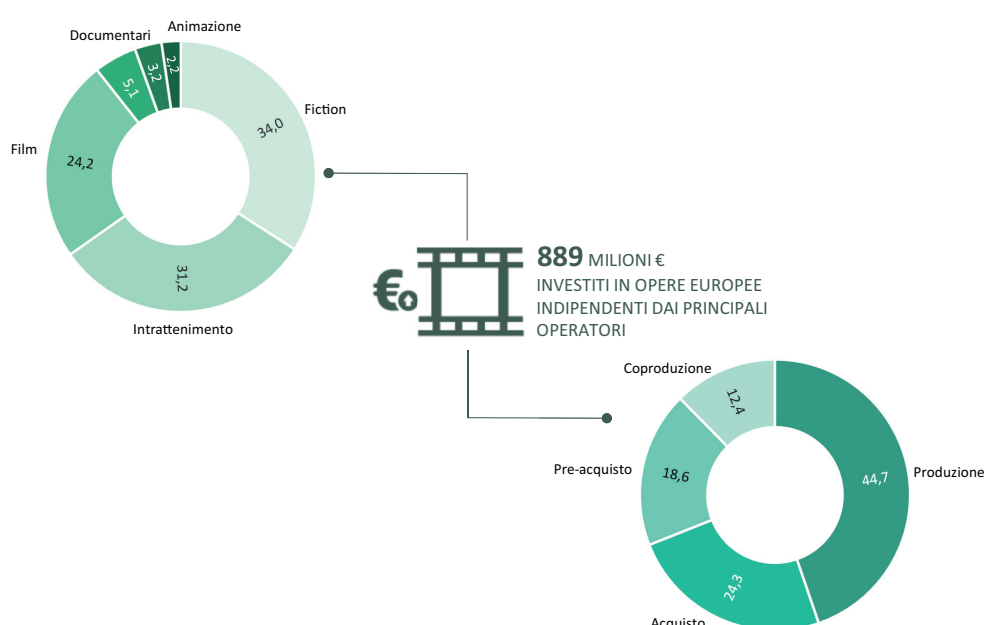 Documentari
Animazione
5,1
3,2
2,2
Fiction
34,0
Film
24,2
31,2
Intrattenimento
€
889 MILIONI €
INVESTITI IN OPERE EUROPEE
INDIPENDENTI DAI PRINCIPALI
OPERATORI
Coproduzione
12,4
Pre-acquisto
18,6
44,7
Produzione
24,3
Acquisto